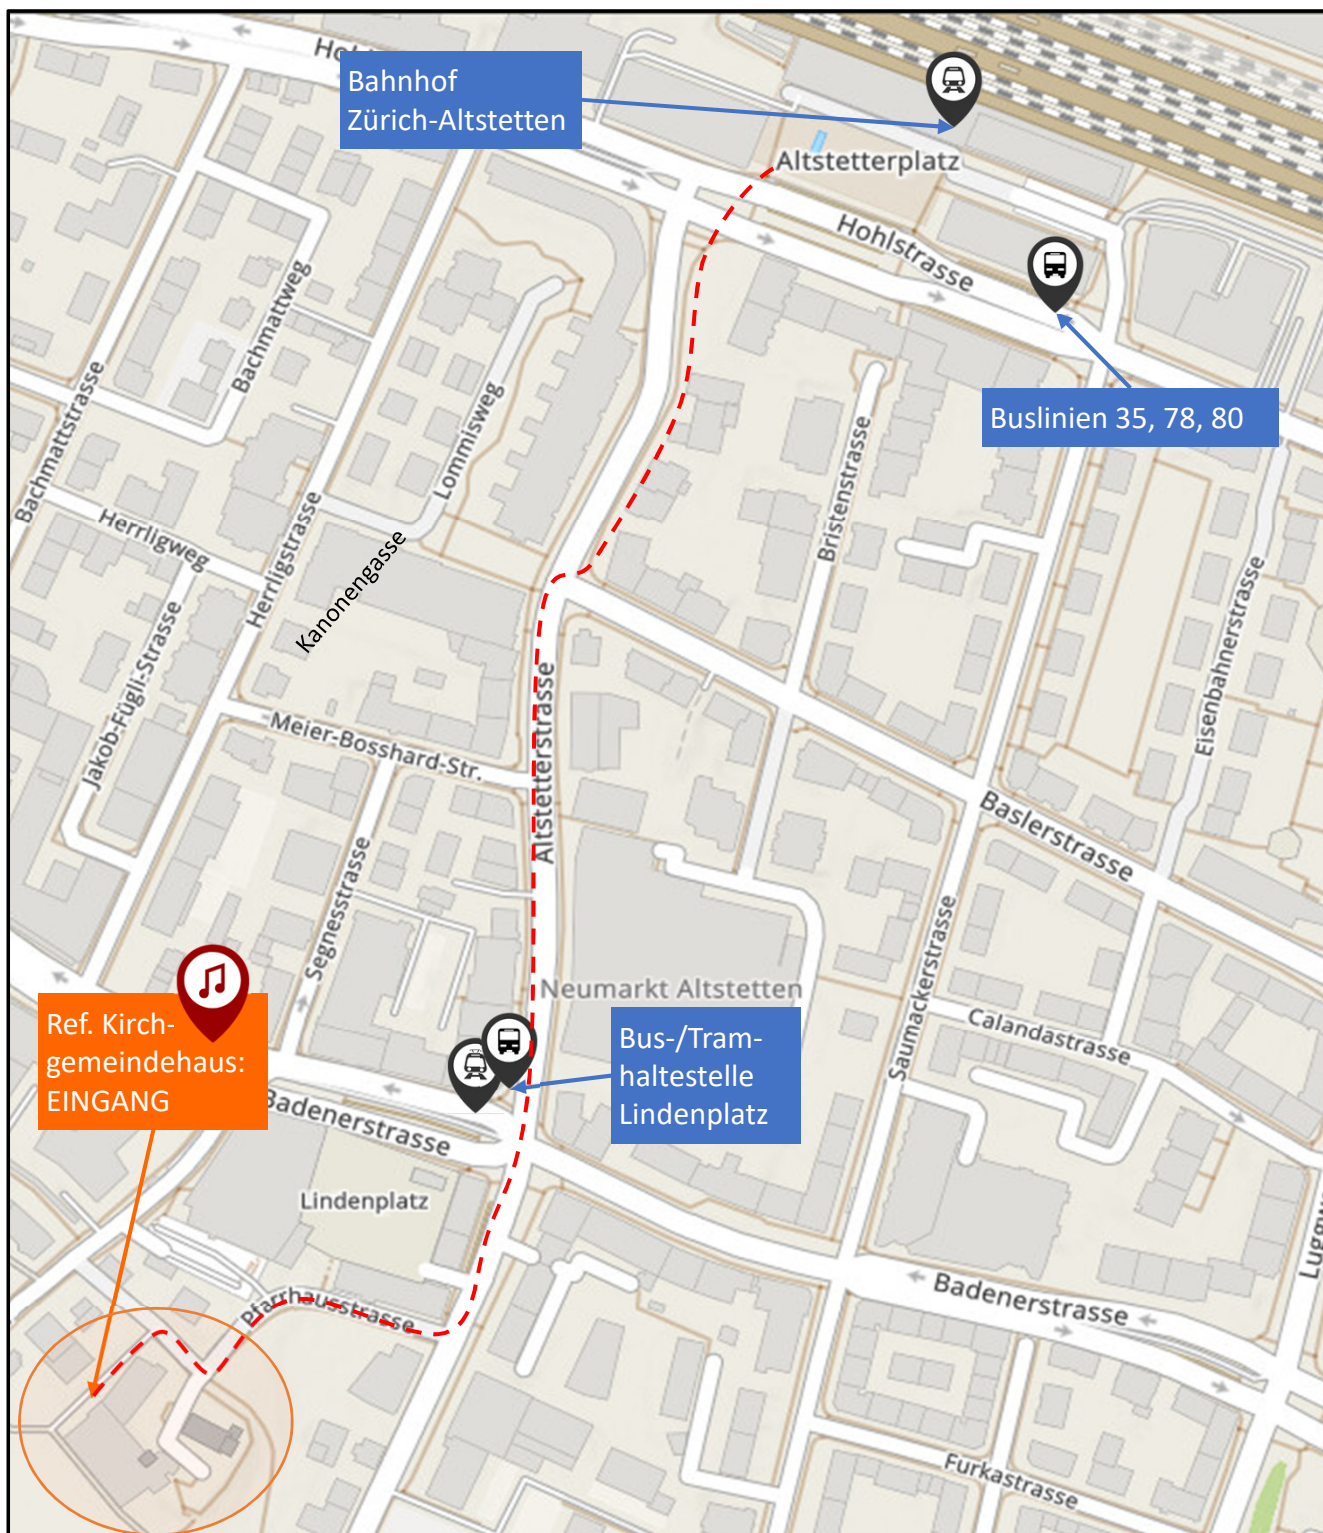 Bahnhof
Zürich-Altstetten
Altstetterplatz
Hohlstrasse
Buslinien 35, 78, 80
Bachmattweg
Bachmattstrasse
Lommisweg
Bristenstrasse
Herrligweg
Herrligstrasse
Kanonengasse
Jakob-Fügli-Strasse
Eisenbahnerstrasse
Meier-Bosshard-Str.
Altstetterstrasse
Baslerstrasse
Segnesstrasse
Saumackerstrasse
Neumarkt Altstetten
Calandastrasse
Ref. Kirch-
gemeindehaus:
EINGANG
Bus-/Tram-
haltestelle
Lindenplatz
Badenerstrasse
Lindenplatz
Pfarrhausstrasse
Badenerstrasse
Furkastrasse